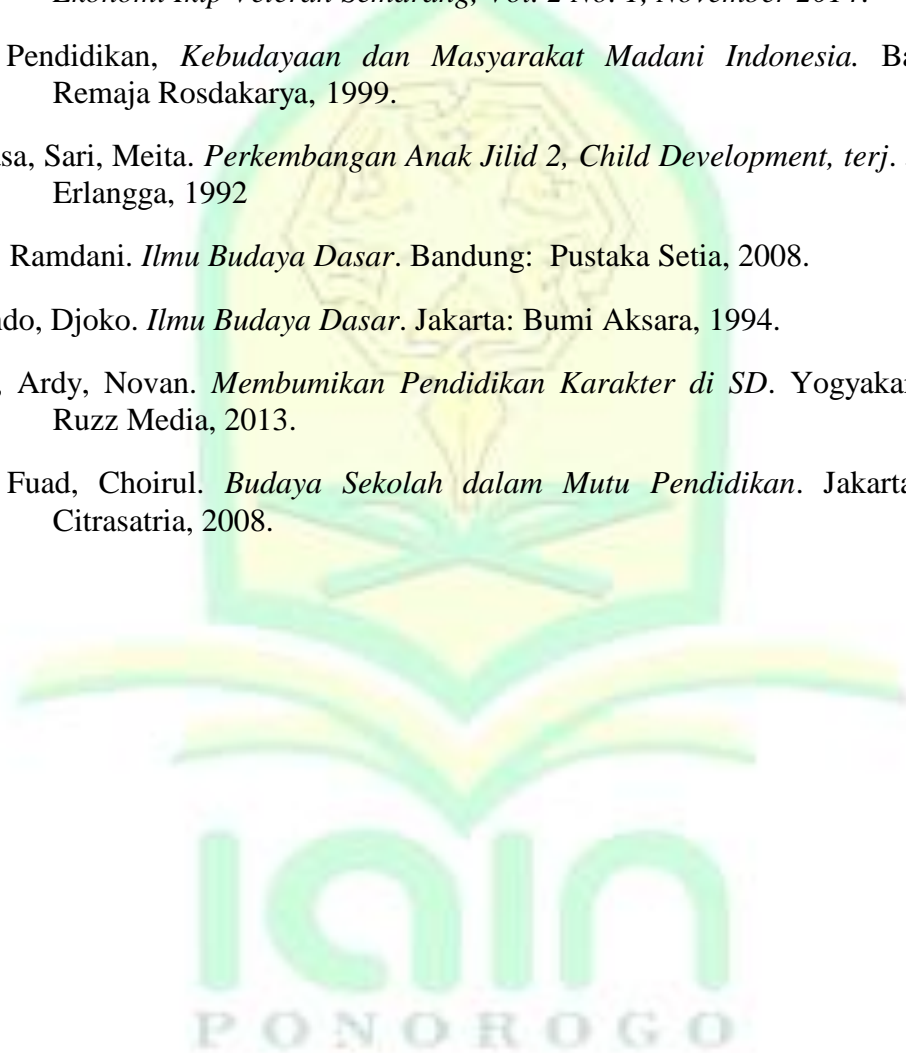 Ekonomi Ikip Veteran Semarang, Vol. 2 No. 1, November 2014.
Pendidikan, Kebudayaan dan Masyarakat Madani Indonesia.
Remaja Rosdakarya, 1999.
Sari, Meita. Perkembangan Anak Jilid 2, Child Development, terj.
Erlangga, 1992
Ramdani. Ilmu Budaya Dasar. Bandung: Pustaka Setia, 2008.
Djoko. Ilmu Budaya Dasar. Jakarta: Bumi Aksara, 1994.
Ardy, Novan. Membumikan Pendidikan Karakter di SD.
Ruzz Media, 2013.
Fuad, Choirul. Budaya Sekolah dalam Mutu Pendidikan. Jakarta
Citrasatria, 2008.
iain
PONOROGO